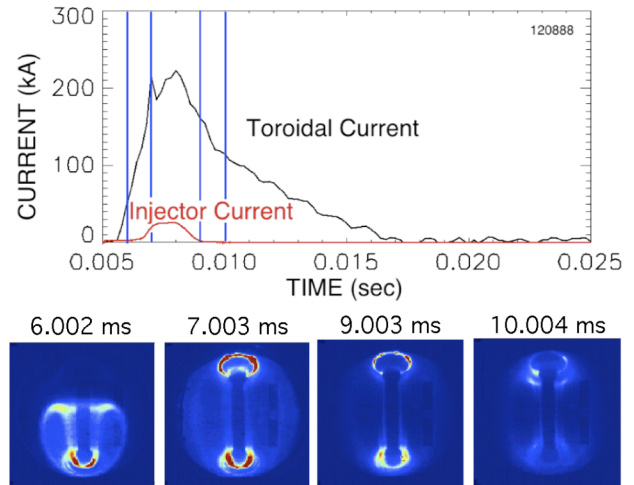 300
120888
200
CURRENT (kA)
Toroidal Current
100
Injector Current
0
0.005 0.010 0.015 0.020 0.025
TIME (sec)
6.002 ms 7.003 ms 9.003 ms 10.004 ms